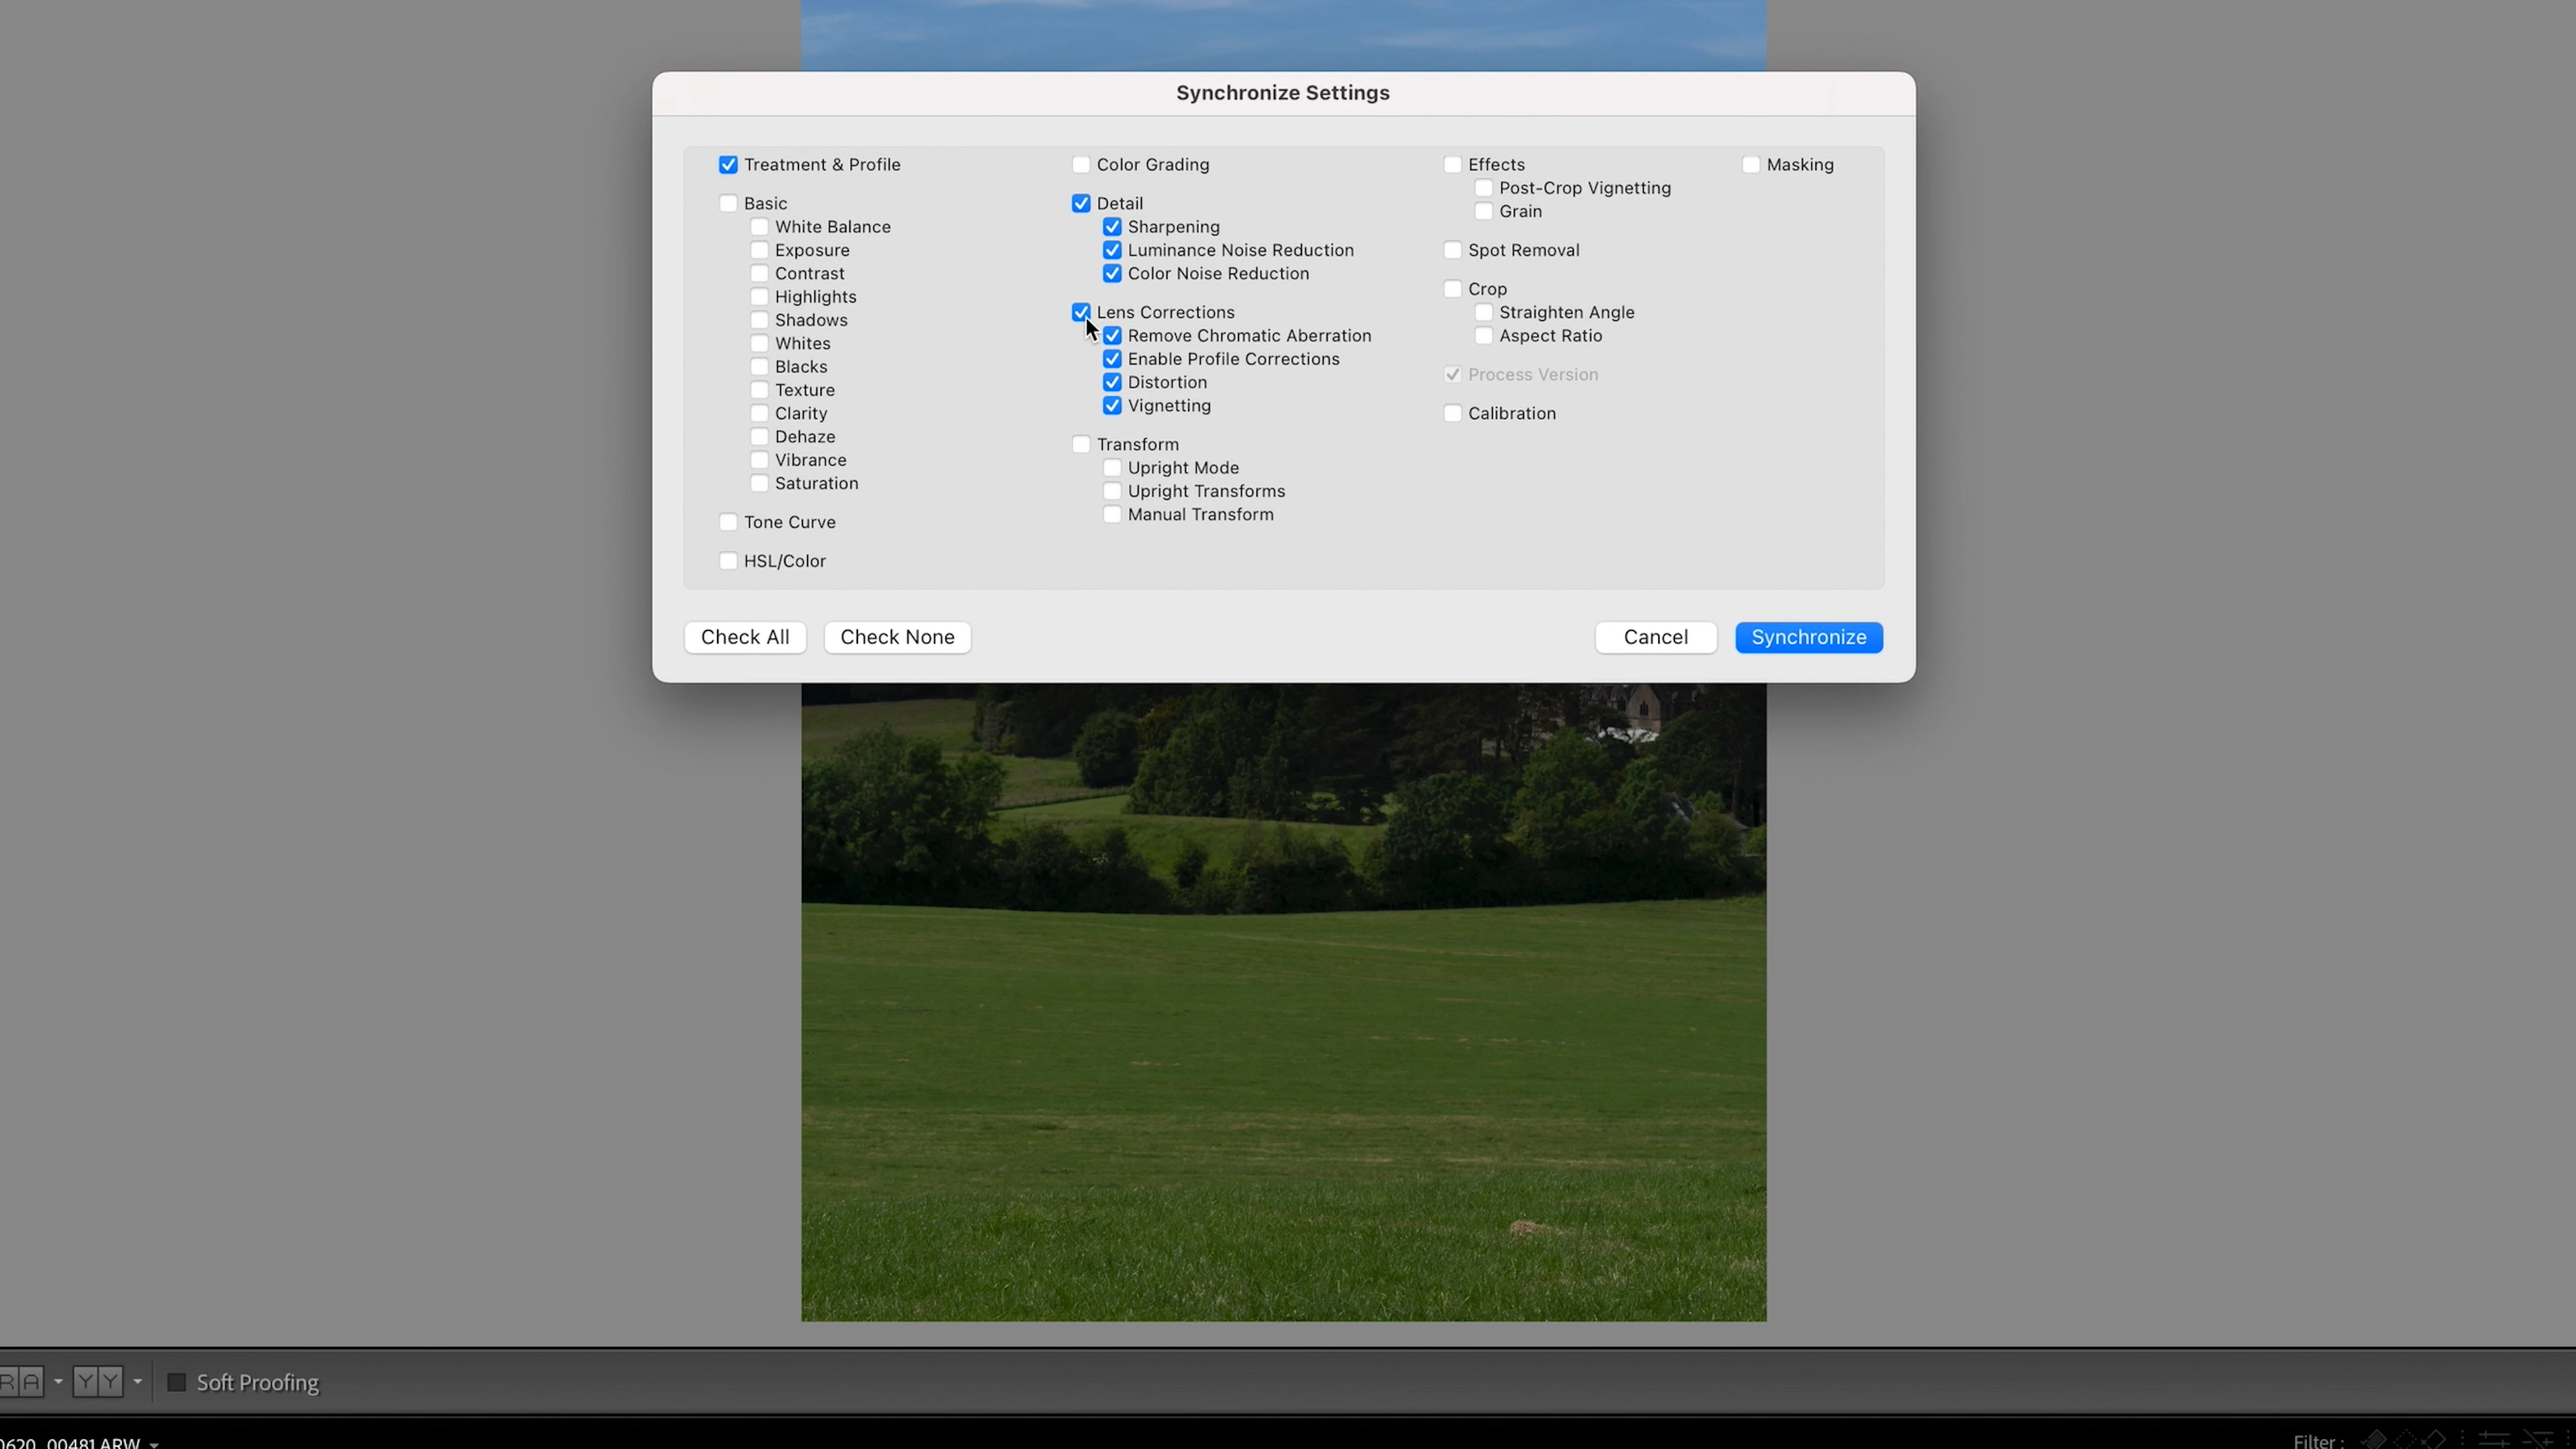 Synchronize Settings
Treatment & Profile
Basic
White Balance
Exposure
Contrast
Highlights
Shadows
Whites
Blacks
Texture
Clarity
Dehaze
Vibrance
Saturation
Tone Curve
HSL/Color
Color Grading
Detail
Sharpening
Luminance Noise Reduction
Color Noise Reduction
Lens Corrections
Remove Chromatic Aberration
Enable Profile Corrections
Distortion
Vignetting
Transform
Upright Mode
Upright Transforms
Manual Transform
Effects
Post-Crop Vignetting
Grain
Spot Removal
Crop
Straighten Angle
Aspect Ratio
Process Version
Calibration
Masking
Check All
Check None
Cancel
Synchronize
R A
Y Y
Soft Proofing
0620_00481.ARW
Filter :